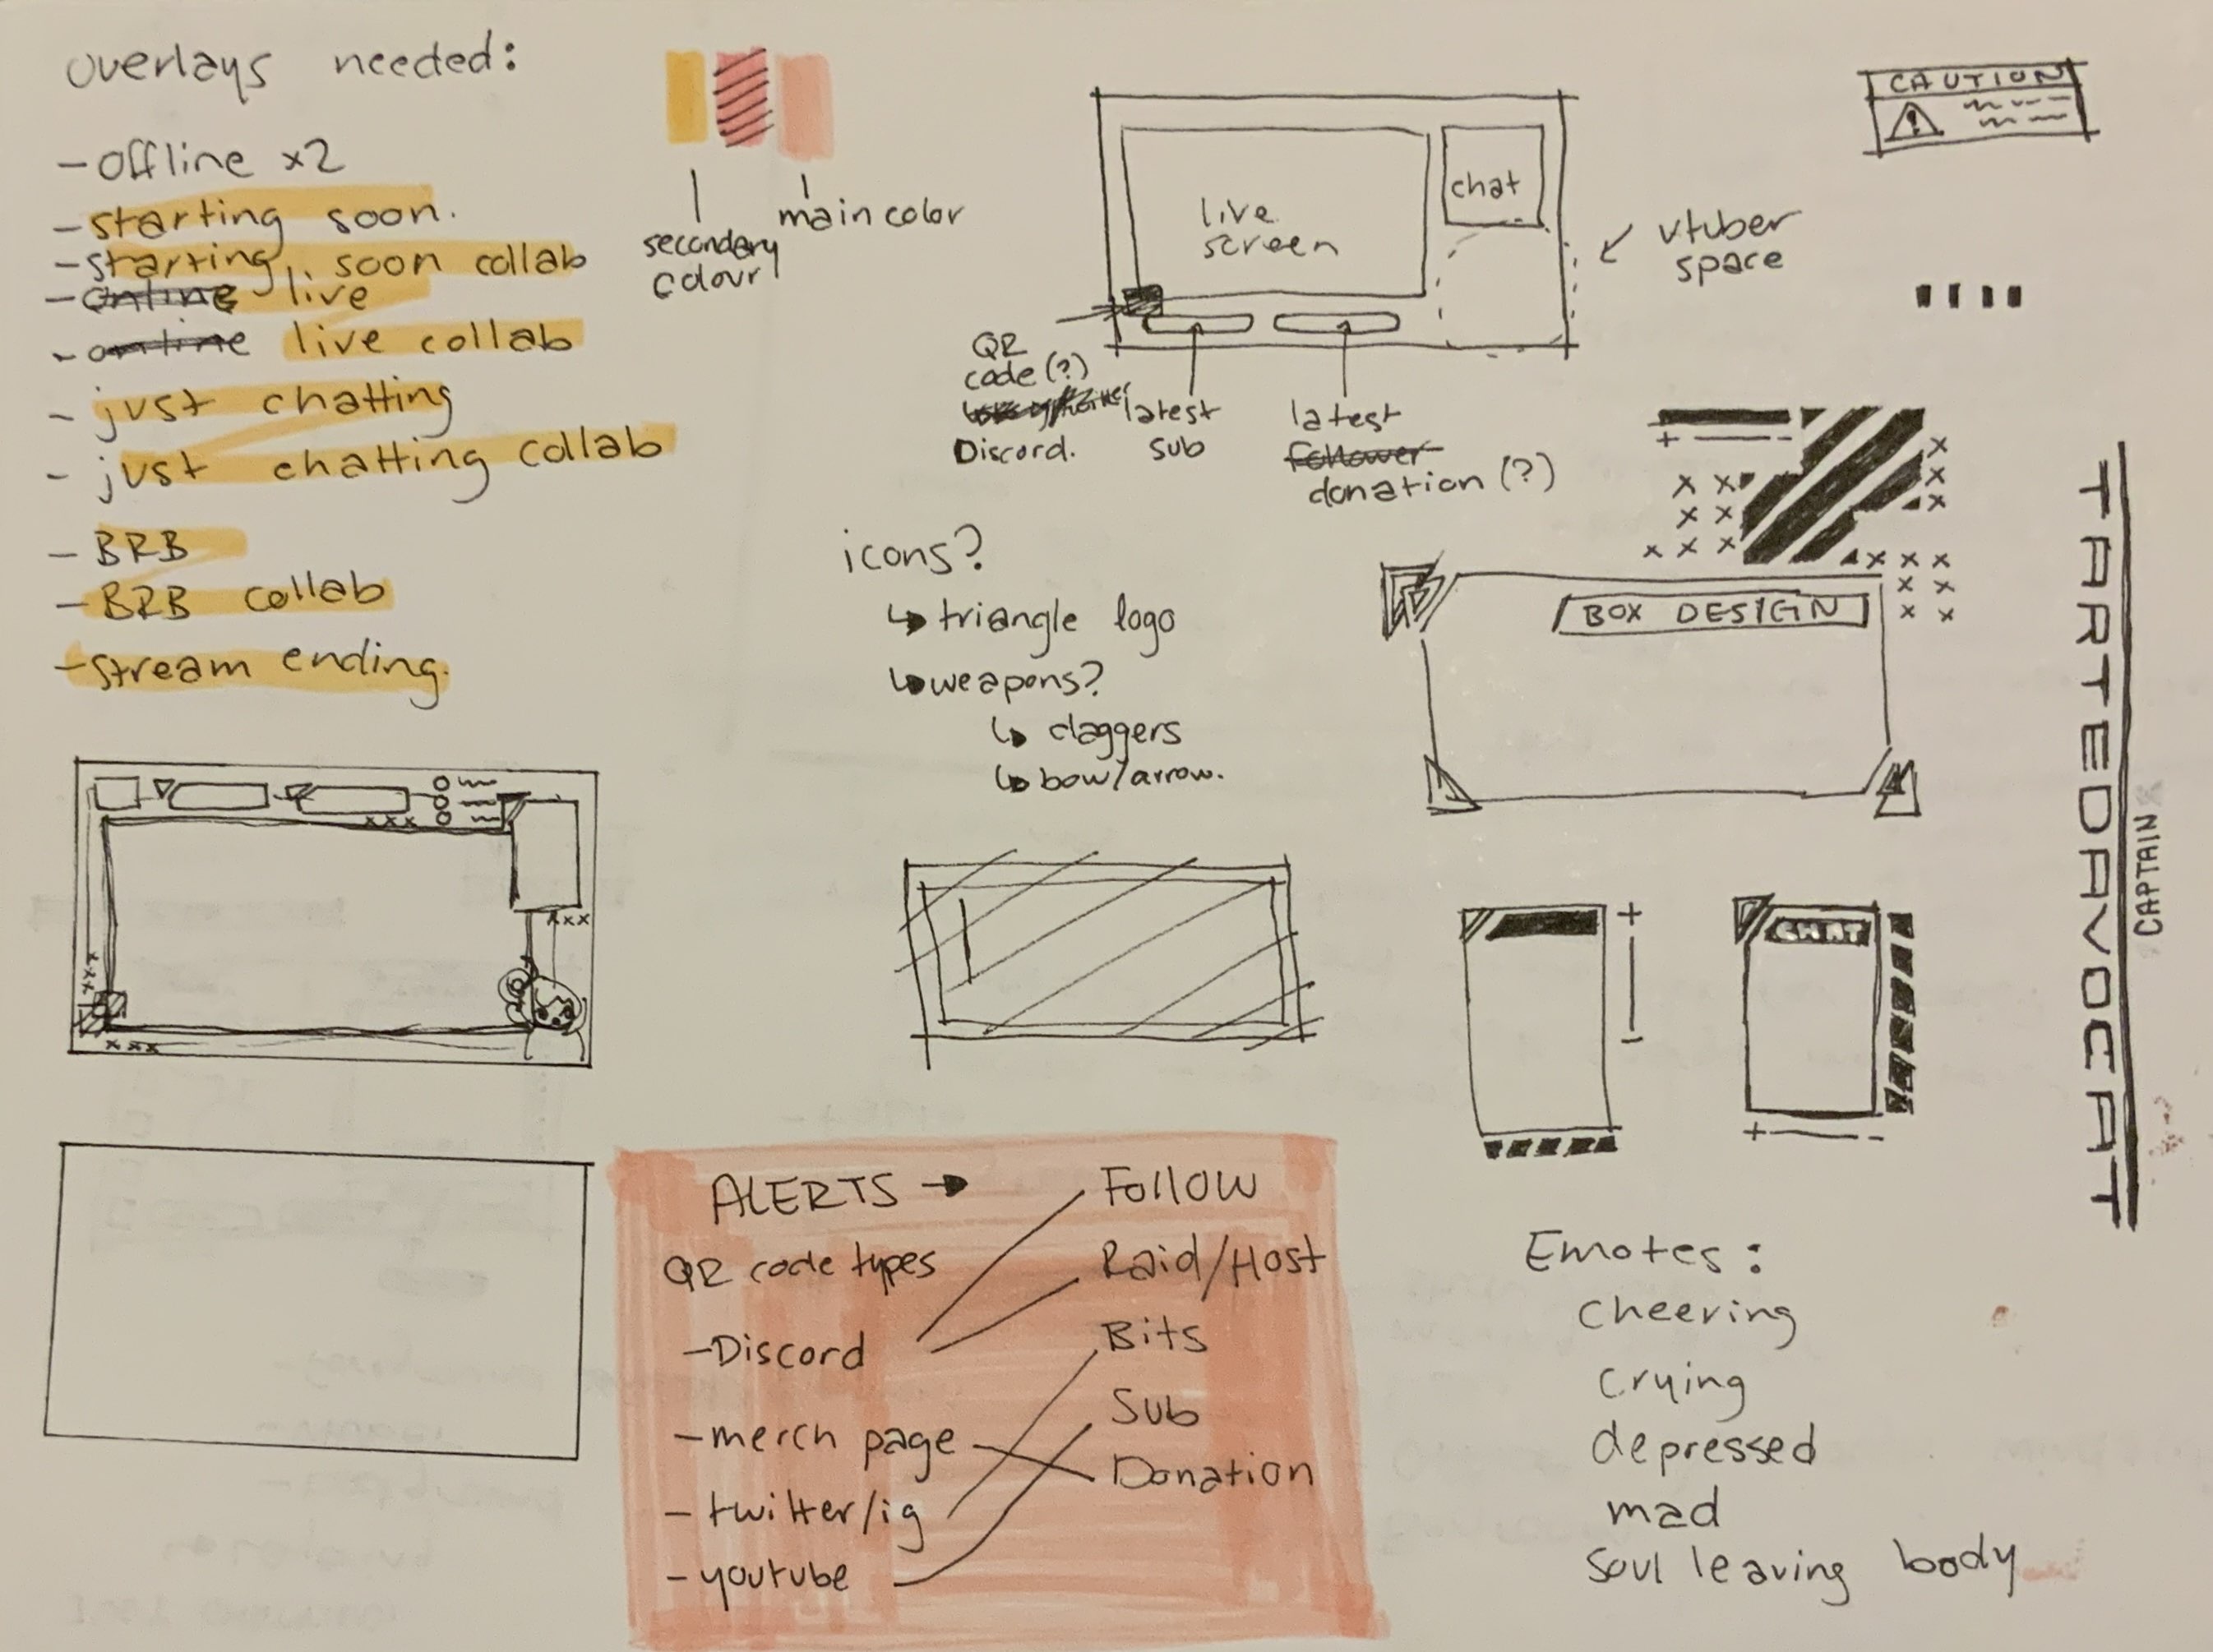 overlays needed:
- offline x2
- starting soon.
- starting soon collab
- online live
- online live collab
- just chatting
- just chatting collab
- BRB
- BRB collab
- stream ending.
secondary
colour
main color
live
screen
chat
vtuber
space
QR
code (?)
Discord.
latest
sub
latest
follower
donation (?)
CAUTION
!
icons?
↳ triangle logo
↳ weapons?
↳ daggers
↳ bow/arrow.
BOX DESIGN
CHAT
TARTEDAVOCAT
CAPTAIN X
ALERTS →
QR code types
- Discord
- merch page
- twitter/ig
- youtube
Follow
Raid/Host
Bits
Sub
Donation
Emotes:
cheering
crying
depressed
mad
soul leaving body